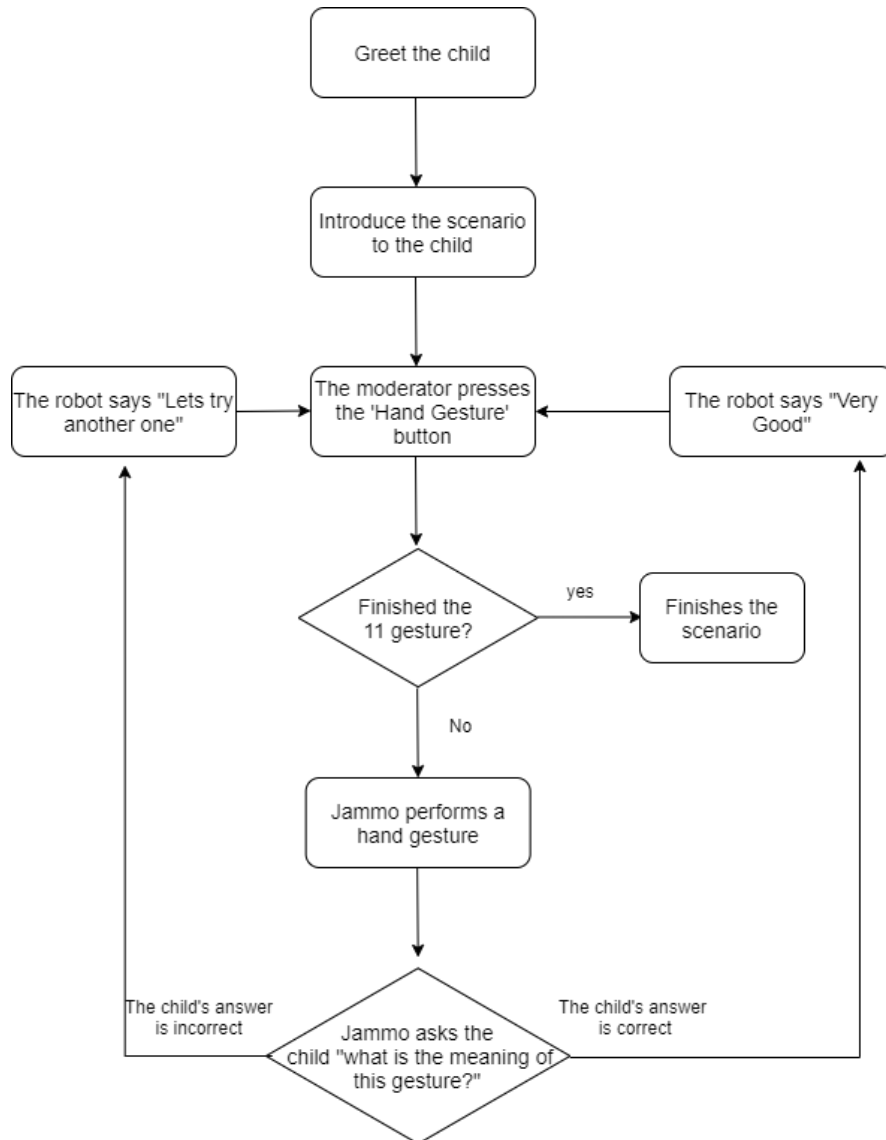 Greet the child
Introduce the scenario
to the child
The robot says "Lets try
another one"
The moderator presses
the 'Hand Gesture'
button
The robot says "Very
Good"
Finished the
11 gesture?
yes
Finishes the
scenario
No
Jammo performs a
hand gesture
The child's answer
is incorrect
The child's answer
is correct
Jammo asks the
child "what is the meaning of
this gesture?"